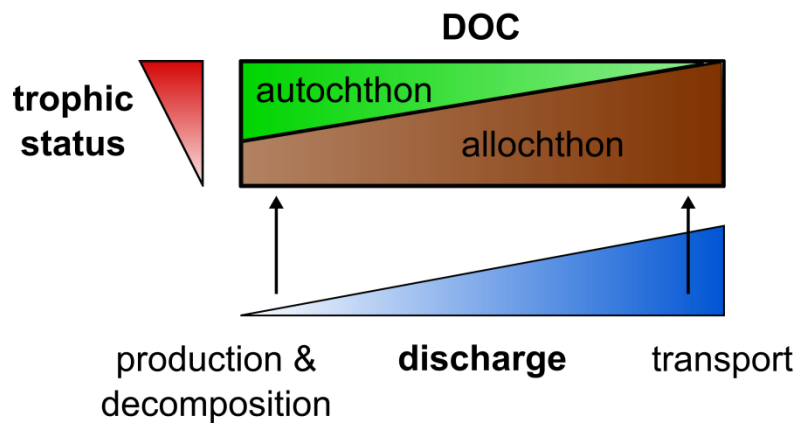 DOC
trophic
status
autochthon
allochthon
production &
decomposition
discharge
transport